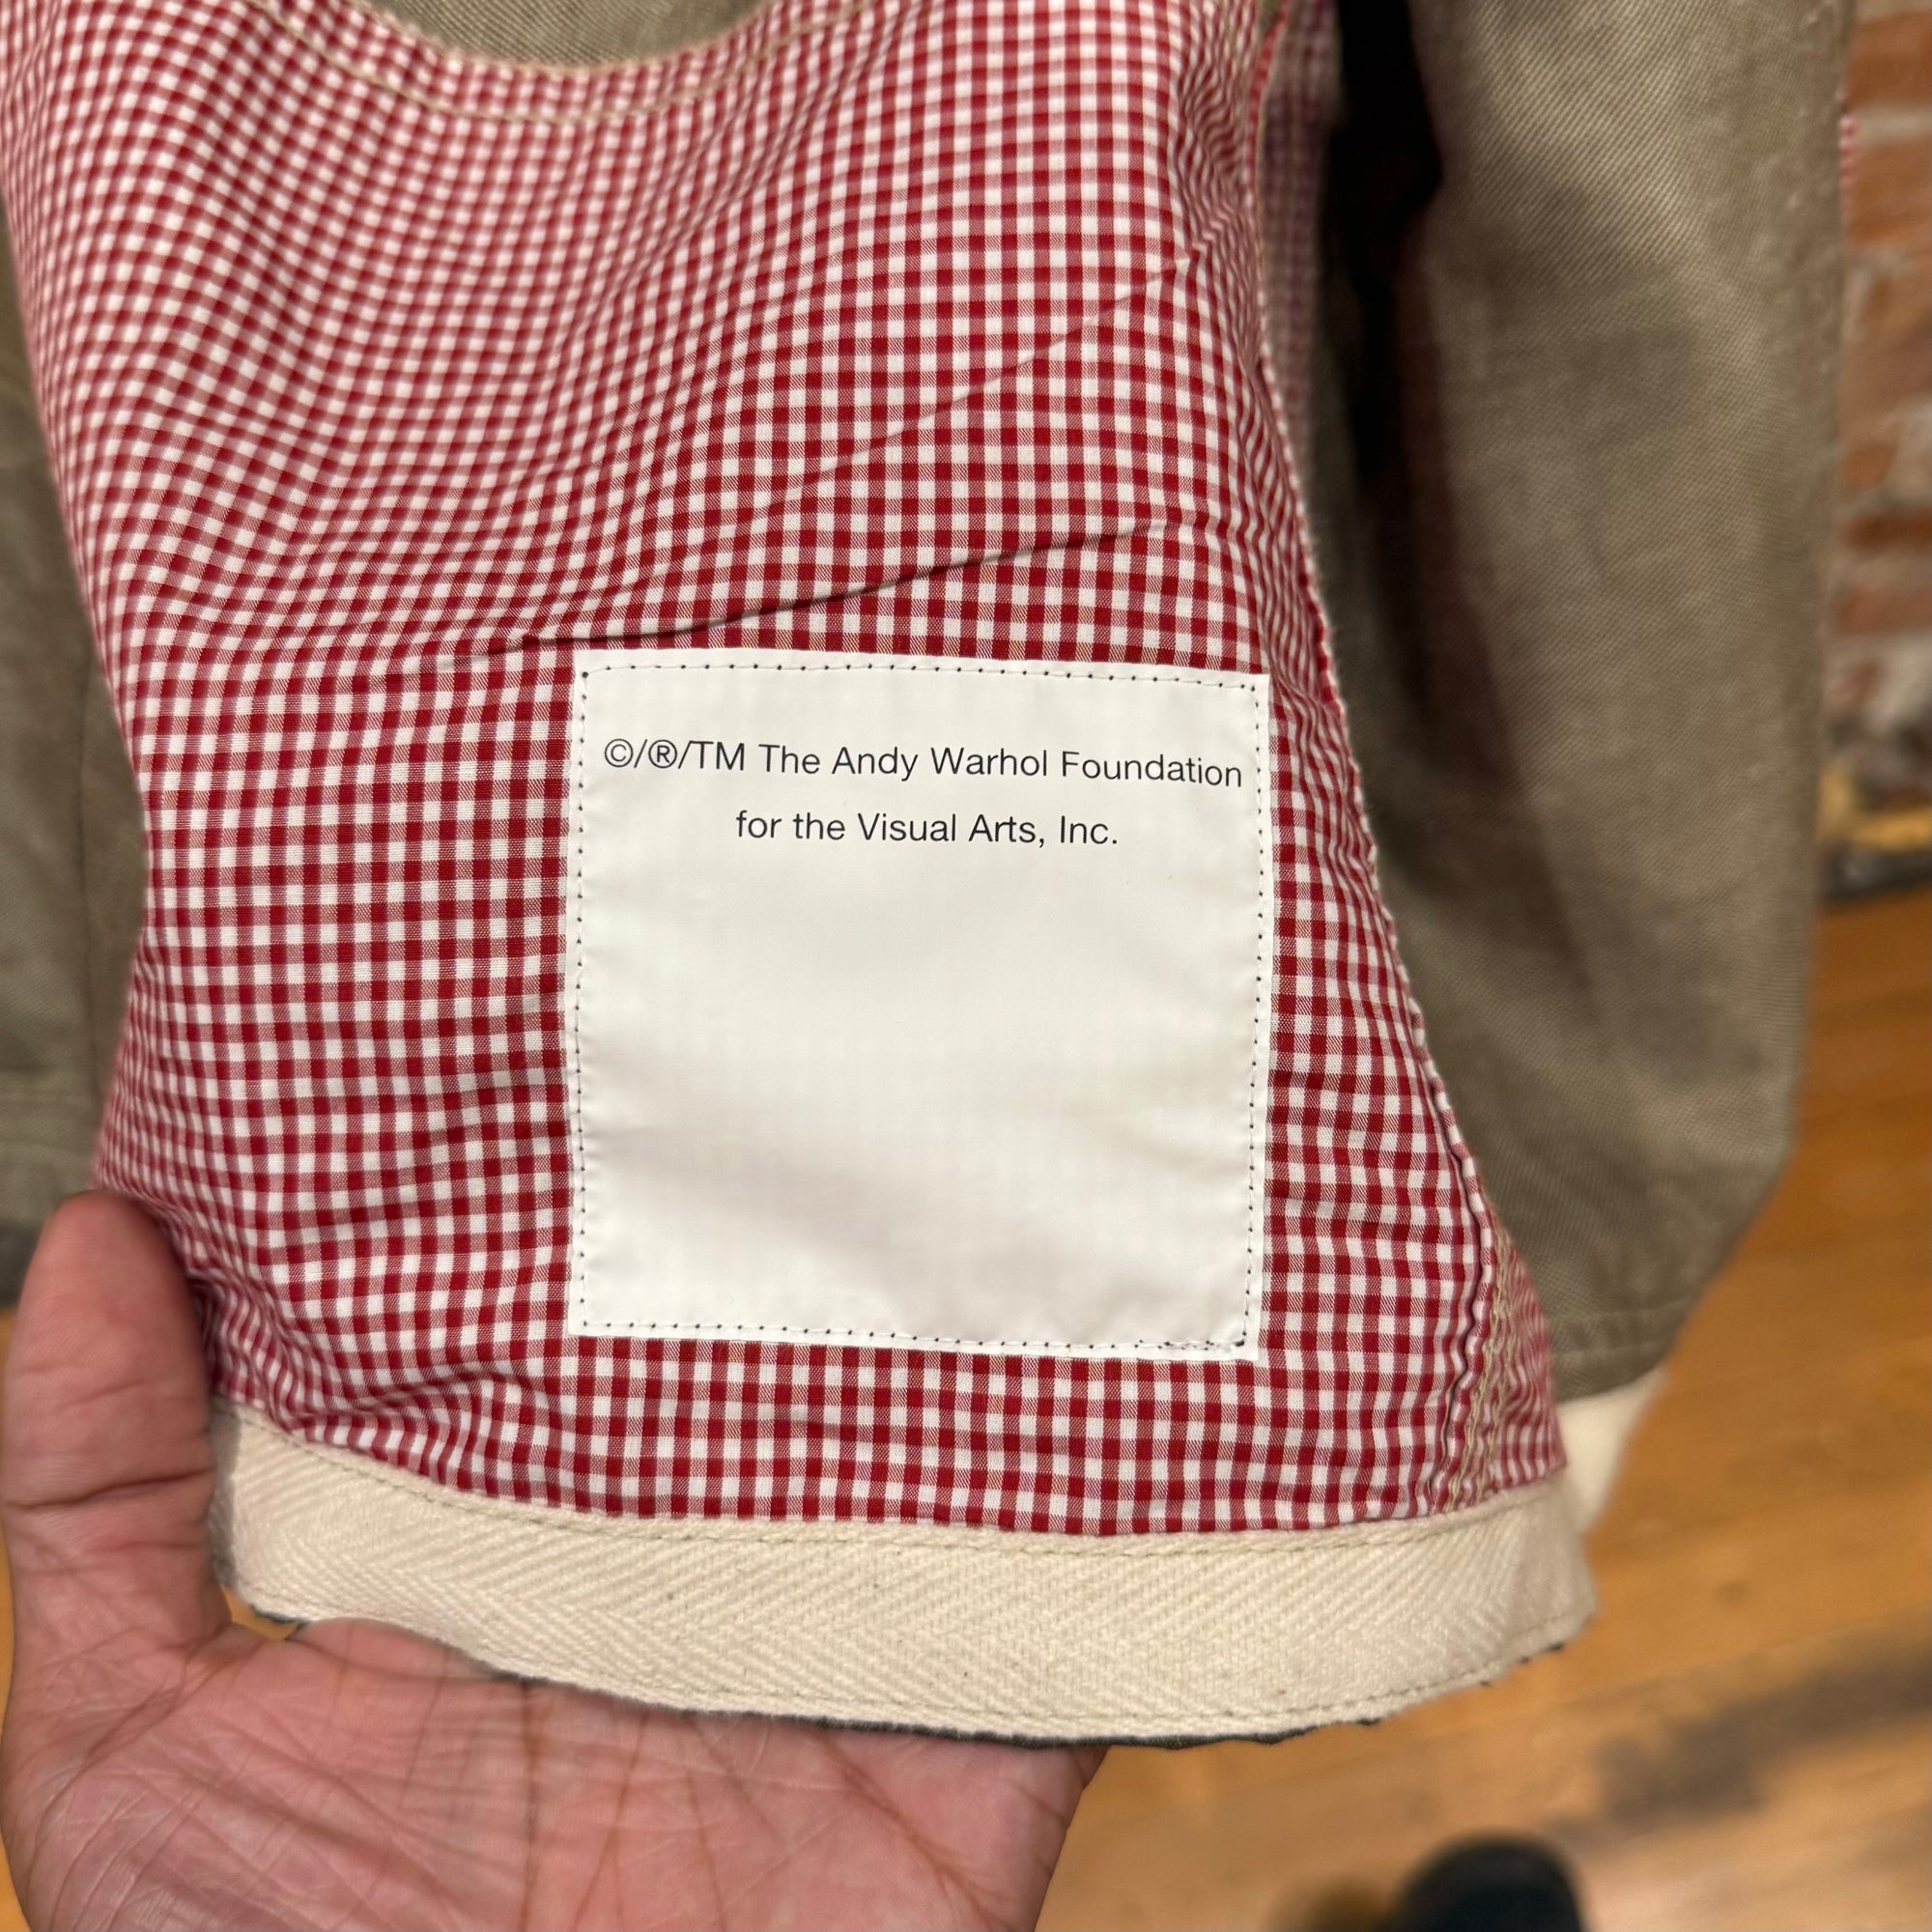 ©/®/TM The Andy Warhol Foundation
for the Visual Arts, Inc.